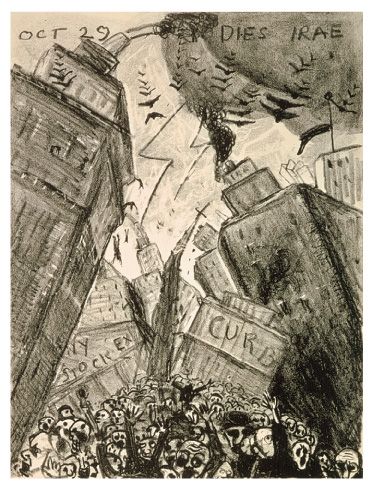 OCT 29 DIES IRAE
NY
STOCK EX
CURB